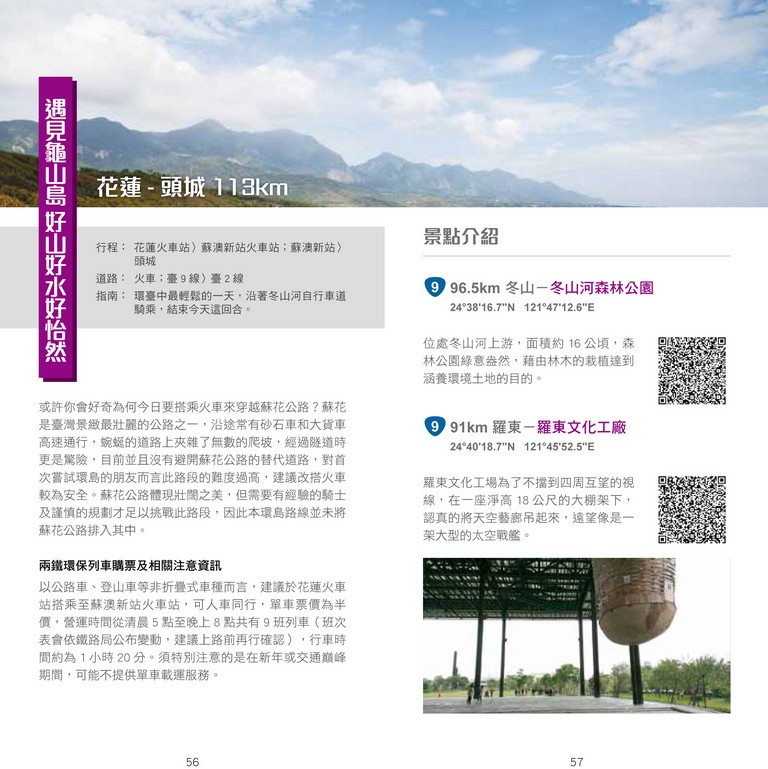 遇見龜山島 好山好水好怡然
花蓮 - 頭城 113km
行程： 花蓮火車站〉蘇澳新站火車站；蘇澳新站〉
頭城
道路： 火車；臺 9 線〉臺 2 線
指南： 環臺中最輕鬆的一天，沿著冬山河自行車道
騎乘，結束今天這回合。
或許你會好奇為何今日要搭乘火車來穿越蘇花公路？蘇花
是臺灣景緻最壯麗的公路之一，沿途常有砂石車和大貨車
高速通行，蜿蜒的道路上夾雜了無數的爬坡，經過隧道時
更是驚險，目前並且沒有避開蘇花公路的替代道路，對首
次嘗試環島的朋友而言此路段的難度過高，建議改搭火車
較為安全。蘇花公路體現壯闊之美，但需要有經驗的騎士
及謹慎的規劃才足以挑戰此路段，因此本環島路線並未將
蘇花公路排入其中。
兩鐵環保列車購票及相關注意資訊
以公路車、登山車等非折疊式車種而言，建議於花蓮火車
站搭乘至蘇澳新站火車站，可人車同行，單車票價為半
價，營運時間從清晨 5 點至晚上 8 點共有 9 班列車（班次
表會依鐵路局公布變動，建議上路前再行確認），行車時
間約為 1 小時 20 分。須特別注意的是在新年或交通巔峰
期間，可能不提供單車載運服務。
56
景點介紹
9 96.5km 冬山－冬山河森林公園
24°38'16.7"N 121°47'12.6"E
位處冬山河上游，面積約 16 公頃，森
林公園綠意盎然，藉由林木的栽植達到
涵養環境土地的目的。
9 91km 羅東－羅東文化工廠
24°40'18.7"N 121°45'52.5"E
羅東文化工場為了不擋到四周互望的視
線，在一座淨高 18 公尺的大棚架下，
認真的將天空藝廊吊起來，遠望像是一
架大型的太空戰艦。
57